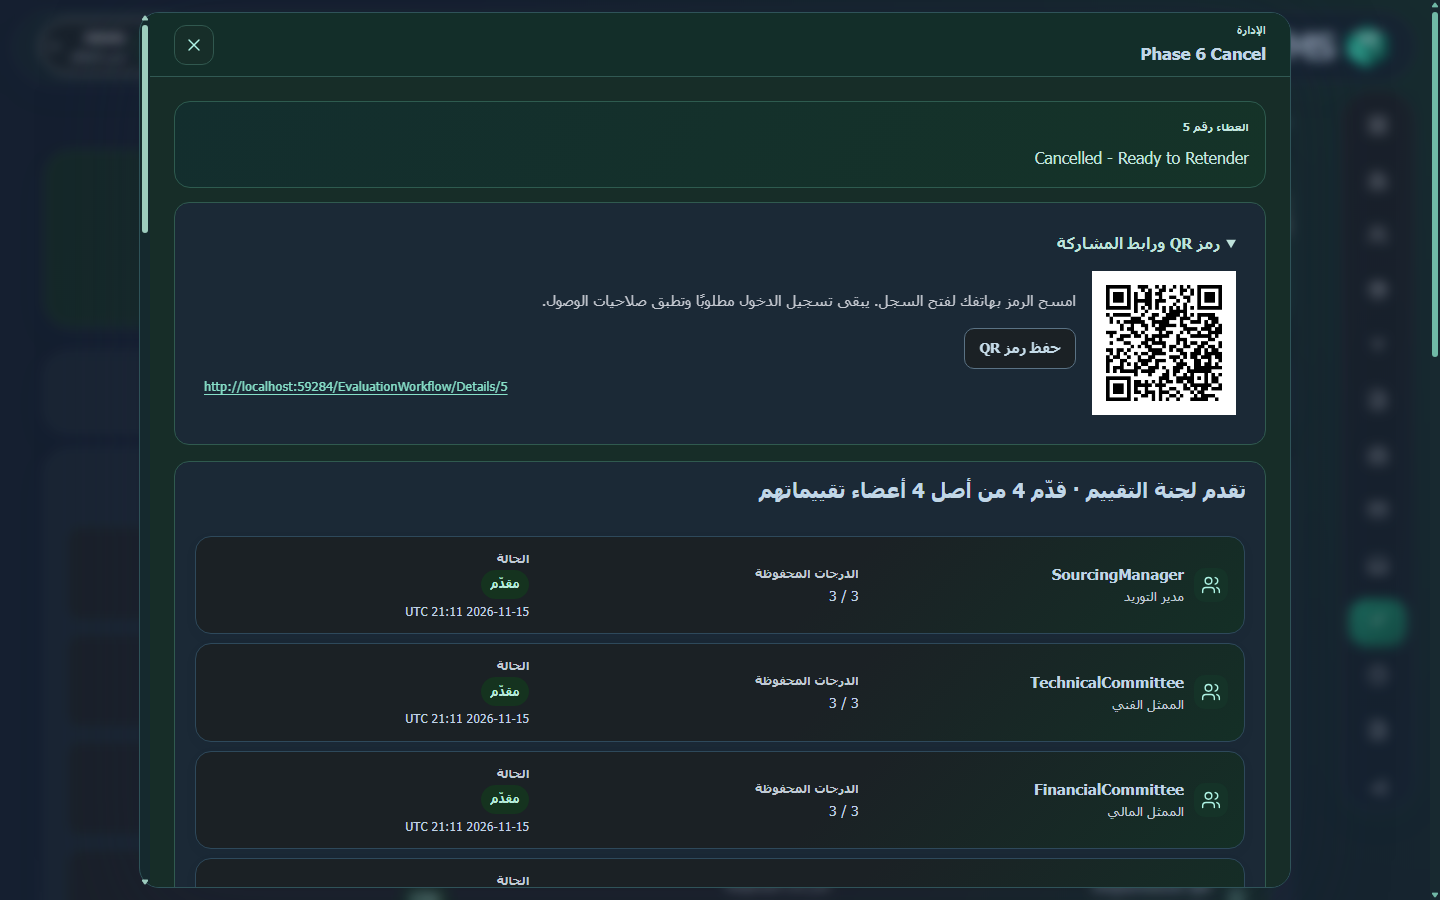 الإدارة
Phase 6 Cancel
العطاء رقم 5
Cancelled - Ready to Retender
▼ رمز QR ورابط المشاركة
امسح الرمز بهاتفك لفتح السجل. يبقى تسجيل الدخول مطلوبًا وتطبق صلاحيات الوصول.
حفظ رمز QR
http://localhost:59284/EvaluationWorkflow/Details/5
تقدم لجنة التقييم · قدّم 4 من أصل 4 أعضاء تقييماتهم
SourcingManager
مدير التوريد
الدرجات المحفوظة
3 / 3
الحالة
مقدّم
2026-11-15 21:11 UTC
TechnicalCommittee
الممثل الفني
الدرجات المحفوظة
3 / 3
الحالة
مقدّم
2026-11-15 21:11 UTC
FinancialCommittee
الممثل المالي
الدرجات المحفوظة
3 / 3
الحالة
مقدّم
2026-11-15 21:11 UTC
الحالة